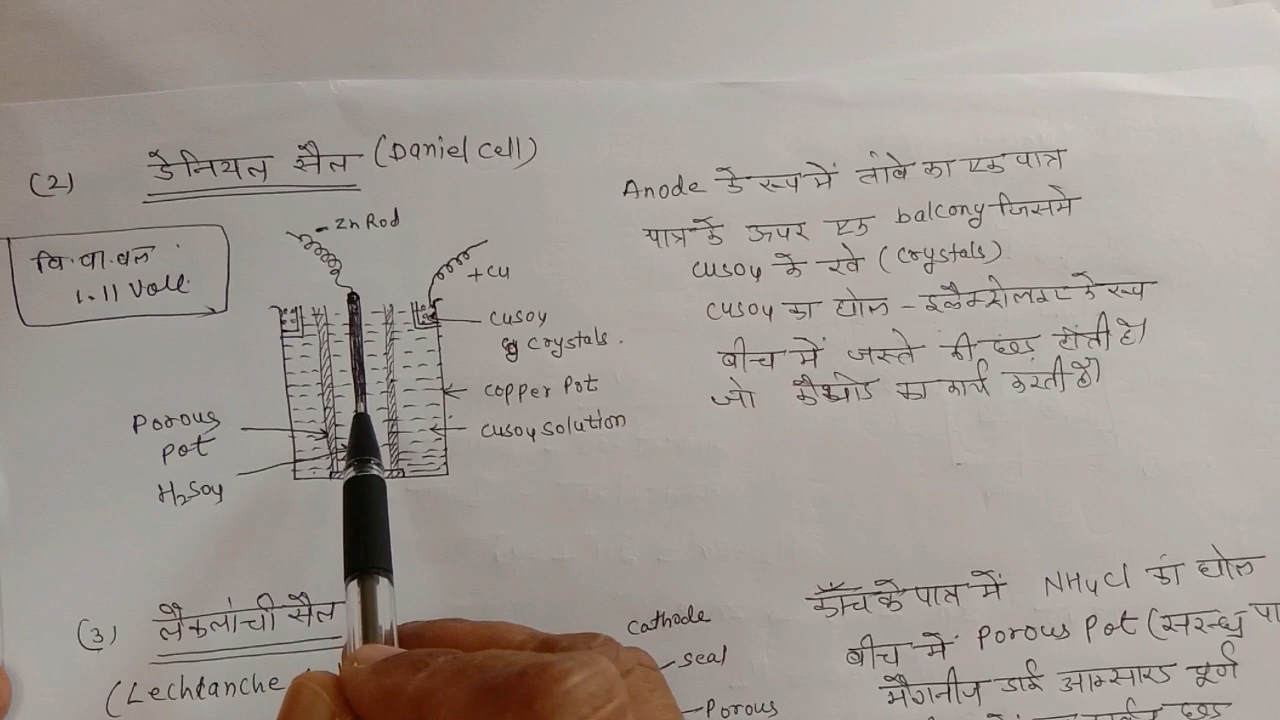 (2) डैनियल सैल (Daniel cell)
वि.वा.बल
1.11 Volt
- Zn Rod
+ Cu
CuSO4
Crystals.
copper Pot
CuSO4 solution
Porous
Pot
H2SO4
Anode के रूप में तांबे का एक पात्र
पात्र के ऊपर एक balcony जिसमे
CuSO4 के रवे (Crystals)
CuSO4 का घोल - इलैक्ट्रोलाइट के रूप
बीच में जस्ते की छड़ होती है।
जो कैथोड का कार्य करती है।
(3) लैकलांची सैल
(Lechlanche
cathode
seal
Porous
काँच के पात्र में NH4Cl का घोल
बीच में Porous Pot (सरन्ध्र पा
मैगनीज डाई आक्साइड पूर्ण